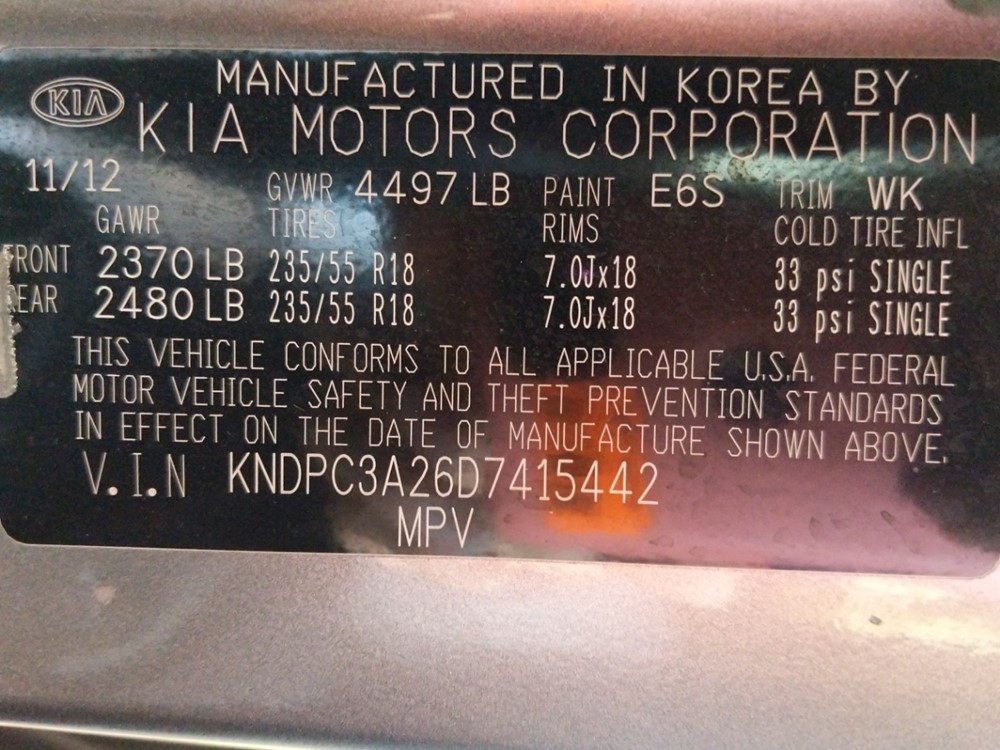 KIA MANUFACTURED IN KOREA BY
KIA MOTORS CORPORATION
11/12 GVWR 4497 LB PAINT E6S TRIM WK
GAWR TIRES RIMS COLD TIRE INFL
FRONT 2370 LB 235/55 R18 7.0Jx18 33 psi SINGLE
REAR 2480 LB 235/55 R18 7.0Jx18 33 psi SINGLE
THIS VEHICLE CONFORMS TO ALL APPLICABLE U.S.A. FEDERAL
MOTOR VEHICLE SAFETY AND THEFT PREVENTION STANDARDS
IN EFFECT ON THE DATE OF MANUFACTURE SHOWN ABOVE.
V.I.N KNDPC3A26D7415442
MPV